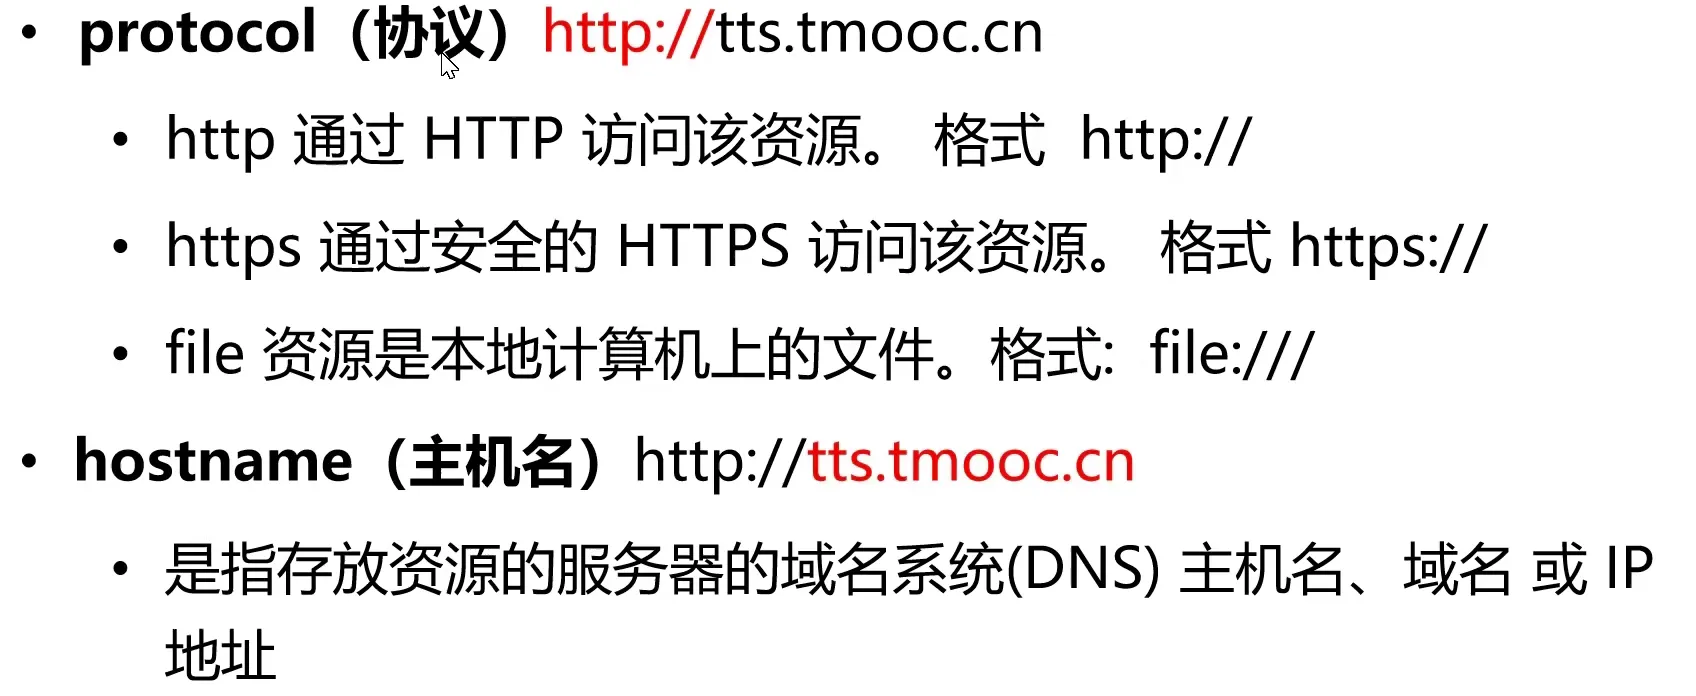 • protocol（协议）http://tts.tmooc.cn
• http 通过 HTTP 访问该资源。 格式 http://
• https 通过安全的 HTTPS 访问该资源。 格式 https://
• file 资源是本地计算机上的文件。格式: file:///
• hostname（主机名）http://tts.tmooc.cn
• 是指存放资源的服务器的域名系统(DNS) 主机名、域名 或 IP
地址